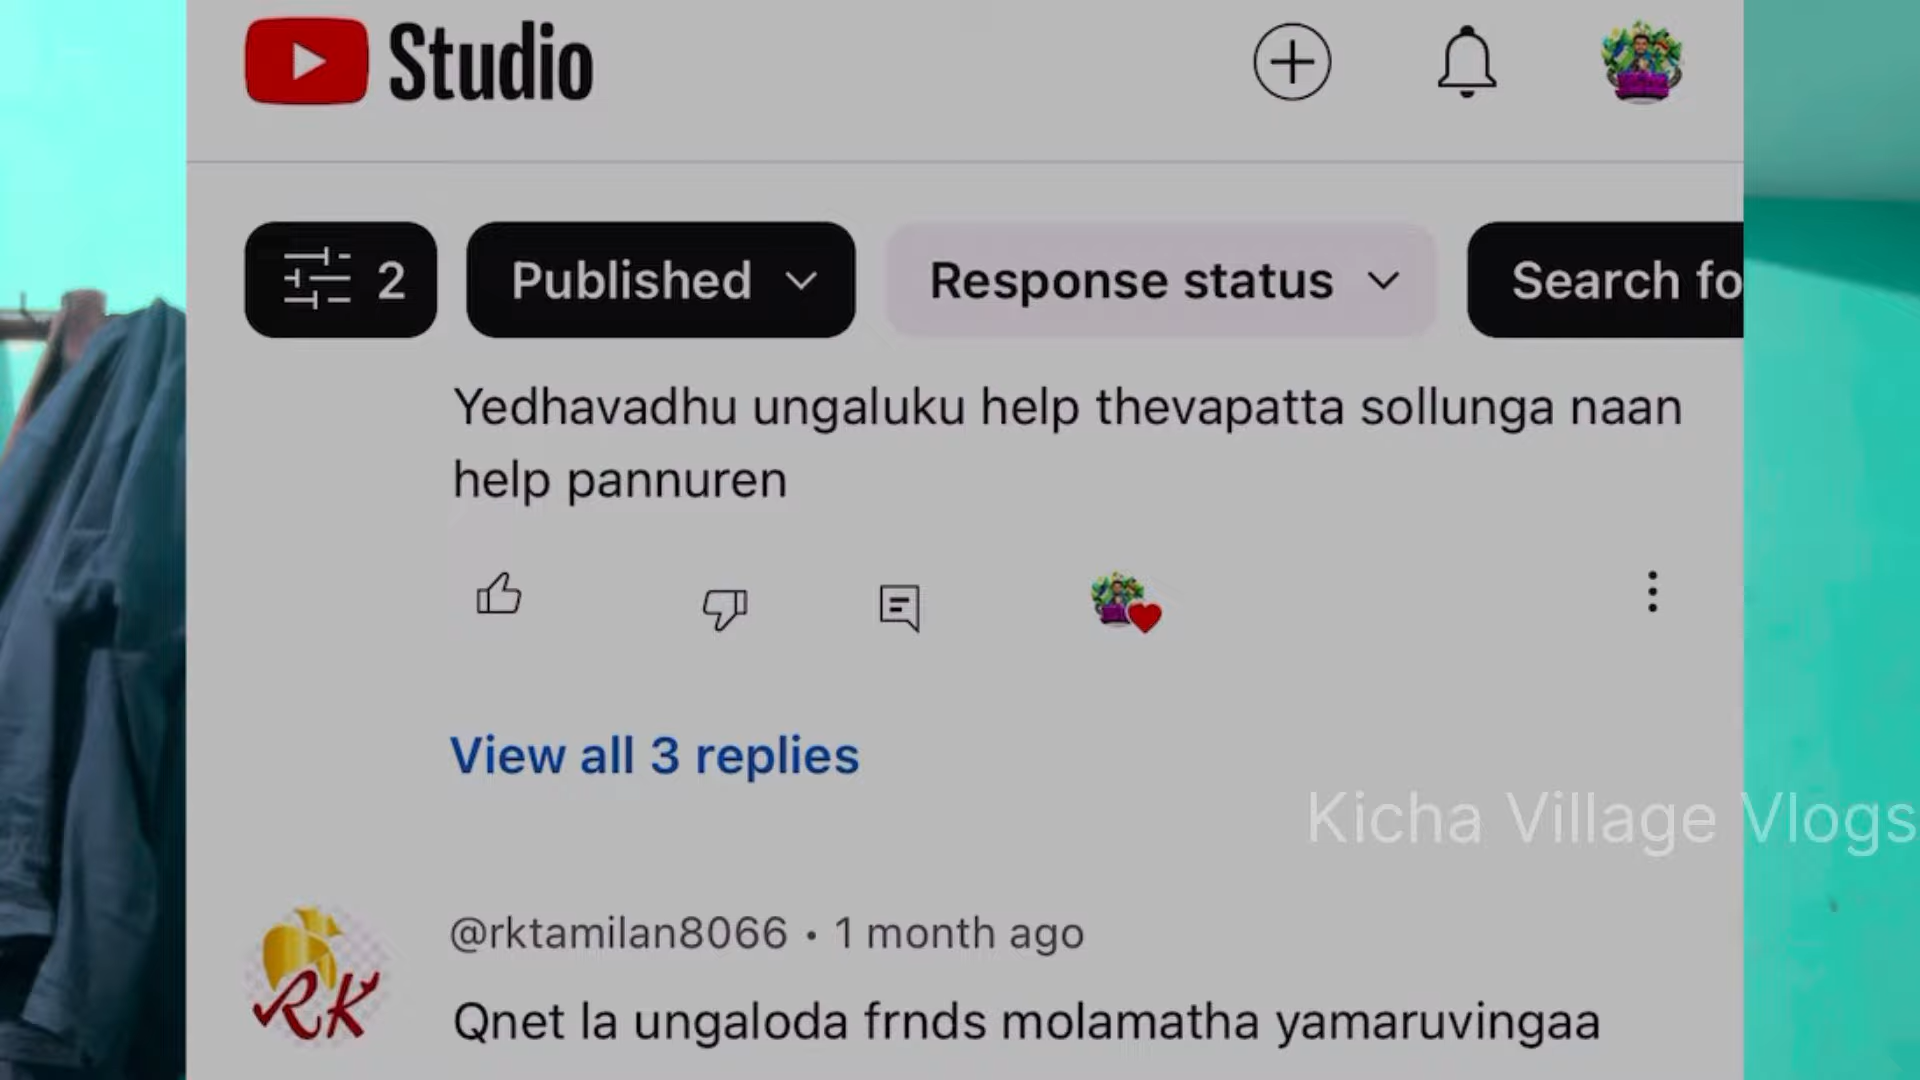 Studio
2
Published
Response status
Search fo
Yedhavadhu ungaluku help thevapatta sollunga naan
help pannuren
View all 3 replies
Kicha Village Vlogs
@rktamilan8066 • 1 month ago
RK
Qnet la ungaloda frnds molamatha yamaruvingaa